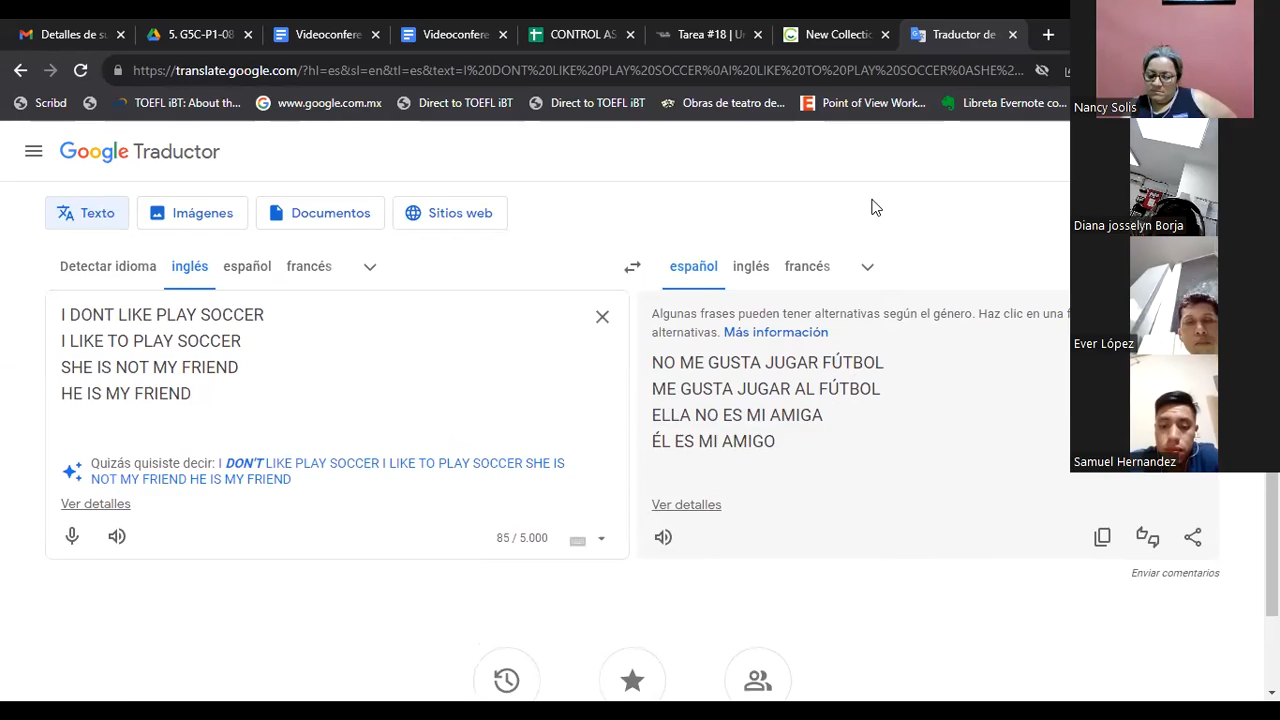 Detalles de su
5. G5C-P1-08
Videoconfere
Videoconfere
CONTROL AS
Tarea #18 | Ur
New Collectic
Traductor de
https://translate.google.com/?hl=es&sl=en&tl=es&text=I%20DONT%20LIKE%20PLAY%20SOCCER%0AI%20LIKE%20TO%20PLAY%20SOCCER%0ASHE%2...
Scribd
TOEFL iBT: About th...
www.google.com.mx
Direct to TOEFL iBT
Direct to TOEFL iBT
Obras de teatro de...
Point of View Work...
Libreta Evernote co...
Google Traductor
Texto
Imágenes
Documentos
Sitios web
Detectar idioma
inglés
español
francés
español
inglés
francés
I DONT LIKE PLAY SOCCER
I LIKE TO PLAY SOCCER
SHE IS NOT MY FRIEND
HE IS MY FRIEND
Quizás quisiste decir: I DON'T LIKE PLAY SOCCER I LIKE TO PLAY SOCCER SHE IS
NOT MY FRIEND HE IS MY FRIEND
Ver detalles
85 / 5.000
Algunas frases pueden tener alternativas según el género. Haz clic en una f
alternativas. Más información
NO ME GUSTA JUGAR FÚTBOL
ME GUSTA JUGAR AL FÚTBOL
ELLA NO ES MI AMIGA
ÉL ES MI AMIGO
Ver detalles
Enviar comentarios
Nancy Solis
Diana josselyn Borja
Ever López
Samuel Hernandez